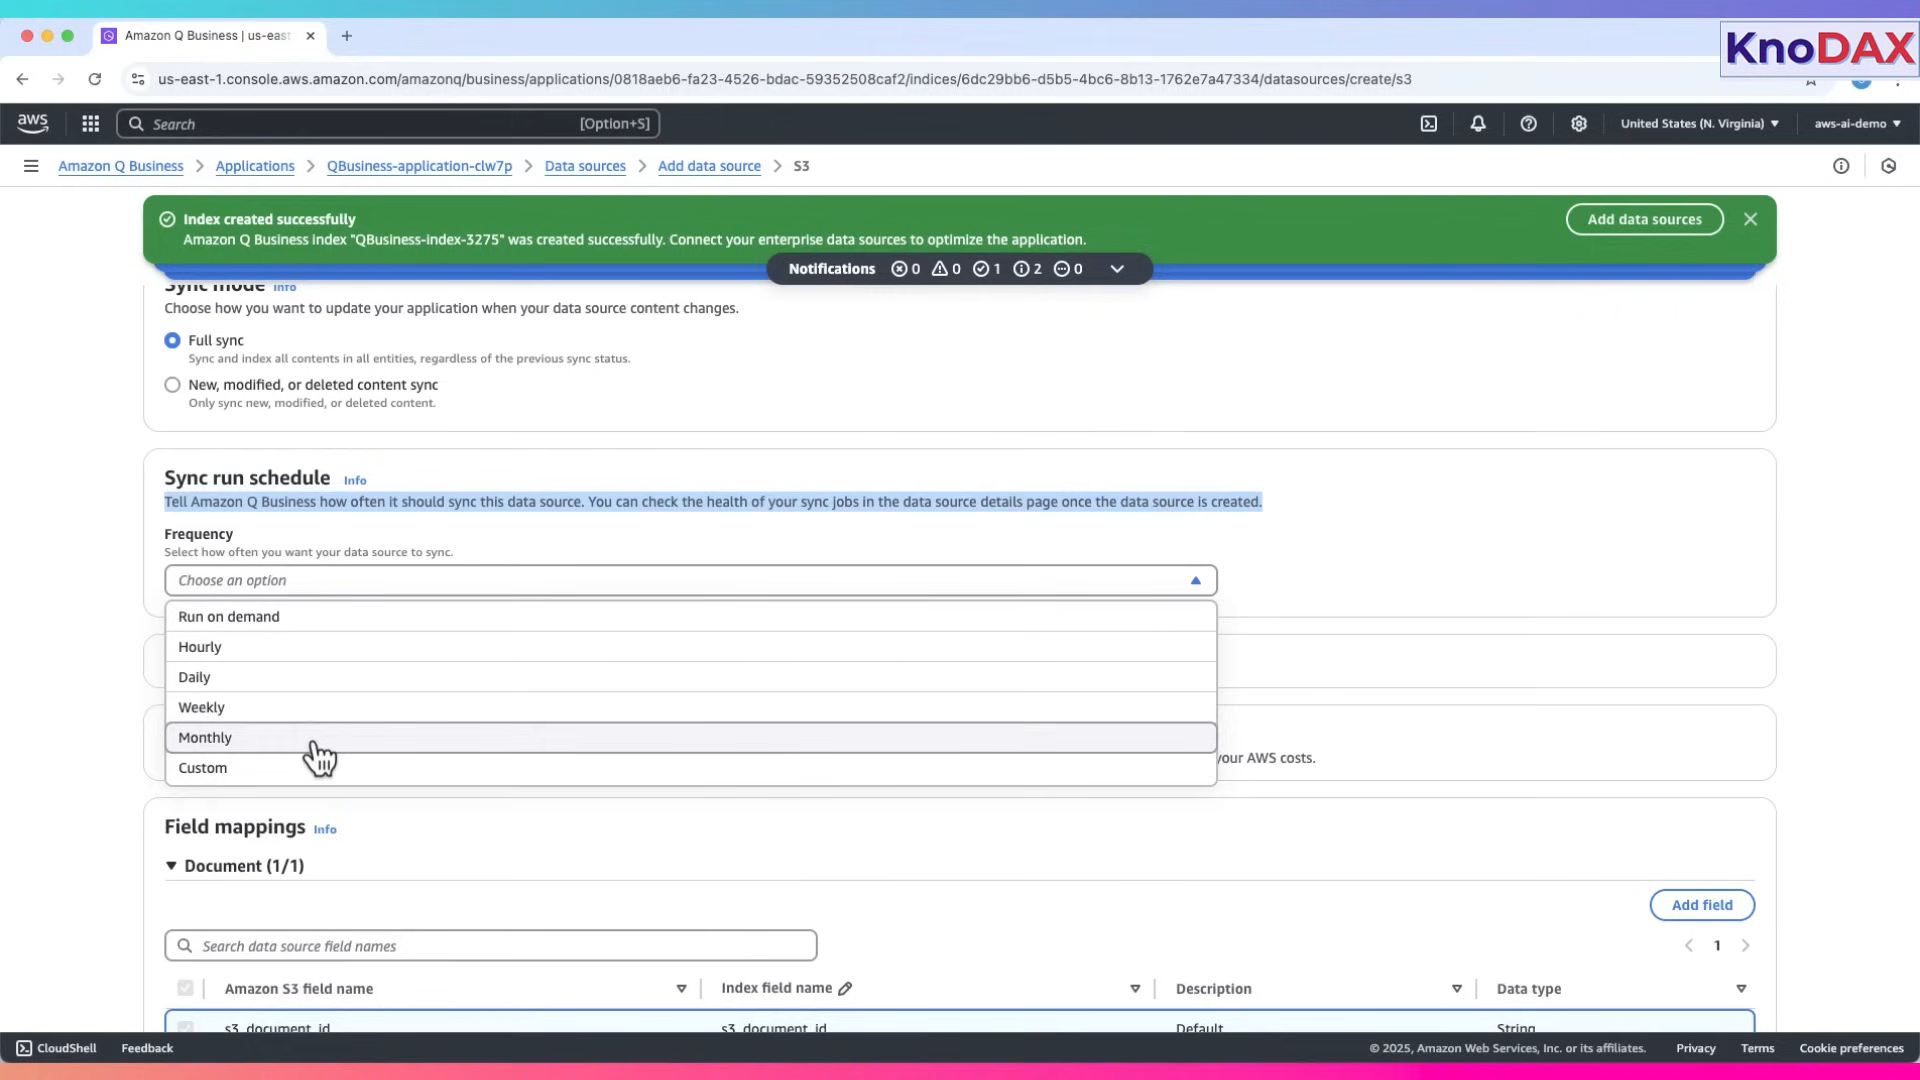 Amazon Q Business | us-east
KnoDAX
us-east-1.console.aws.amazon.com/amazonq/business/applications/0818aeb6-fa23-4526-bdac-59352508caf2/indices/6dc29bb6-d5b5-4bc6-8b13-1762e7a47334/datasources/create/s3
aws Search [Option+S] United States (N. Virginia) aws-ai-demo
Amazon Q Business > Applications > QBusiness-application-clw7p > Data sources > Add data source > S3
Index created successfully
Add data sources
Amazon Q Business Index "QBusiness-index-3275" was created successfully. Connect your enterprise data sources to optimize the application.
Notifications 0 0 1 2 0
Sync mode Info
Choose how you want to update your application when your data source content changes.
Full sync
Sync and index all contents in all entities, regardless of the previous sync status.
New, modified, or deleted content sync
Only sync new, modified, or deleted content.
Sync run schedule Info
Tell Amazon Q Business how often it should sync this data source. You can check the health of your sync jobs in the data source details page once the data source is created.
Frequency
Select how often you want your data source to sync.
Choose an option
Run on demand
Hourly
Daily
Weekly
Monthly
Custom
your AWS costs.
Field mappings Info
Document (1/1)
Add field
Search data source field names
1
Amazon S3 field name Index field name Description Data type
s3_document_id s3_document_id Default String
CloudShell Feedback © 2025, Amazon Web Services, Inc. or its affiliates. Privacy Terms Cookie preferences